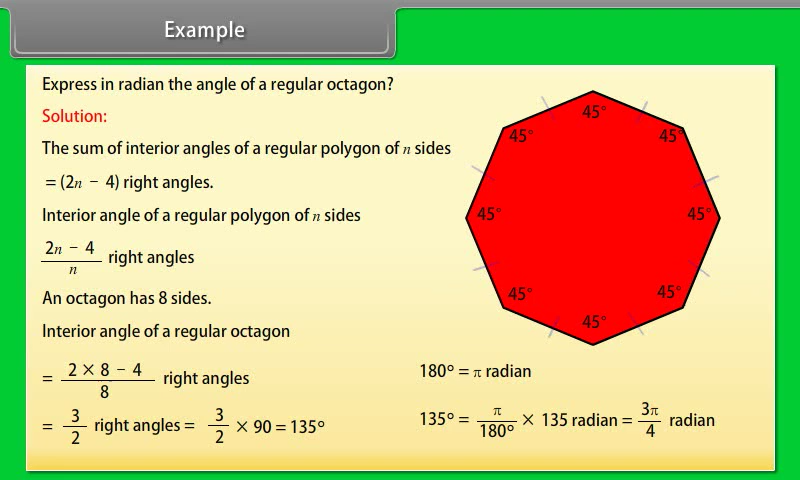 Example
Express in radian the angle of a regular octagon?
Solution:
The sum of interior angles of a regular polygon of n sides
= (2n − 4) right angles.
Interior angle of a regular polygon of n sides
2n − 4 / n right angles
An octagon has 8 sides.
Interior angle of a regular octagon
= 2 × 8 − 4 / 8 right angles
= 3/2 right angles = 3/2 × 90 = 135°
45°
45°
45°
45°
45°
45°
45°
45°
180° = π radian
135° = π/180° × 135 radian = 3π/4 radian